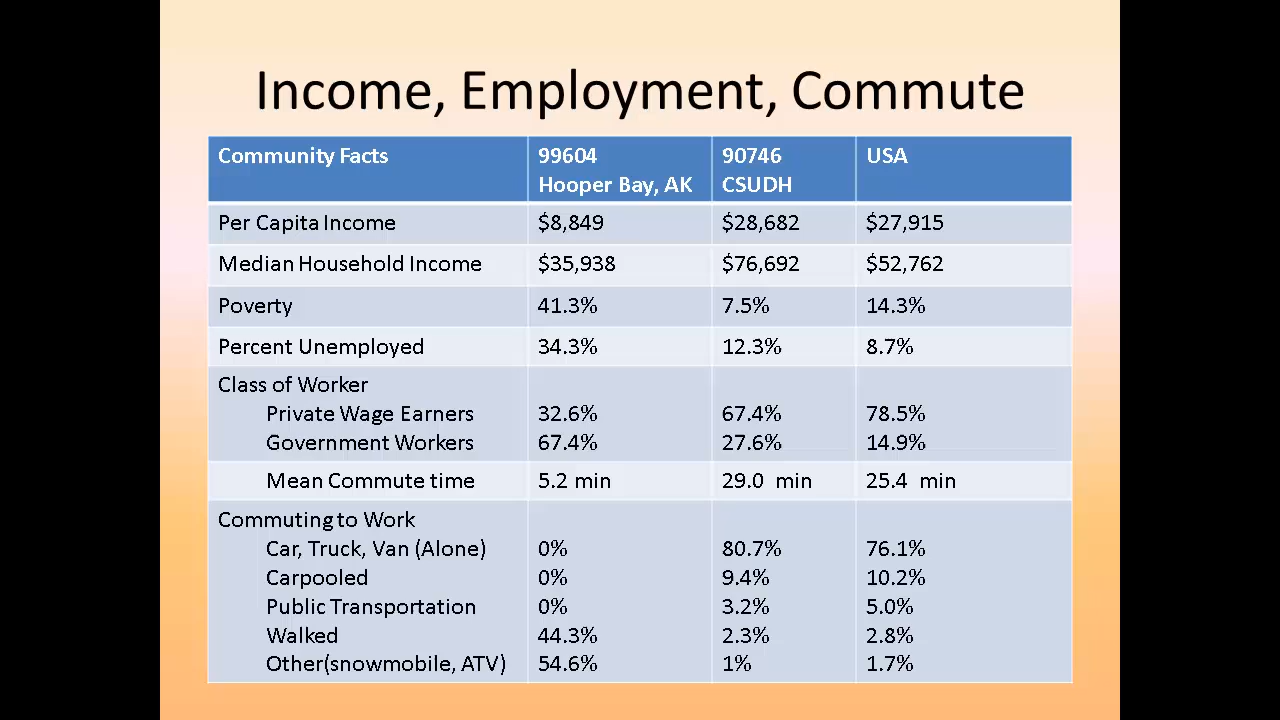 Income, Employment, Commute
Community Facts 99604 90746 USA
Hooper Bay, AK CSUDH
Per Capita Income $8,849 $28,682 $27,915
Median Household Income $35,938 $76,692 $52,762
Poverty 41.3% 7.5% 14.3%
Percent Unemployed 34.3% 12.3% 8.7%
Class of Worker
Private Wage Earners 32.6% 67.4% 78.5%
Government Workers 67.4% 27.6% 14.9%
Mean Commute time 5.2 min 29.0 min 25.4 min
Commuting to Work
Car, Truck, Van (Alone) 0% 80.7% 76.1%
Carpooled 0% 9.4% 10.2%
Public Transportation 0% 3.2% 5.0%
Walked 44.3% 2.3% 2.8%
Other(snowmobile, ATV) 54.6% 1% 1.7%